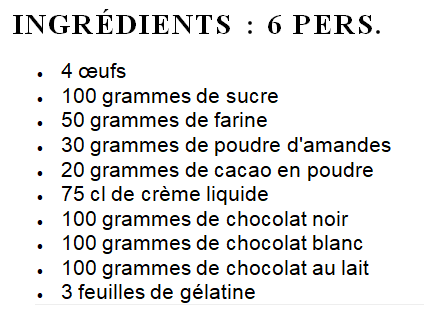 INGRÉDIENTS : 6 PERS.
• 4 œufs
• 100 grammes de sucre
• 50 grammes de farine
• 30 grammes de poudre d'amandes
• 20 grammes de cacao en poudre
• 75 cl de crème liquide
• 100 grammes de chocolat noir
• 100 grammes de chocolat blanc
• 100 grammes de chocolat au lait
• 3 feuilles de gélatine